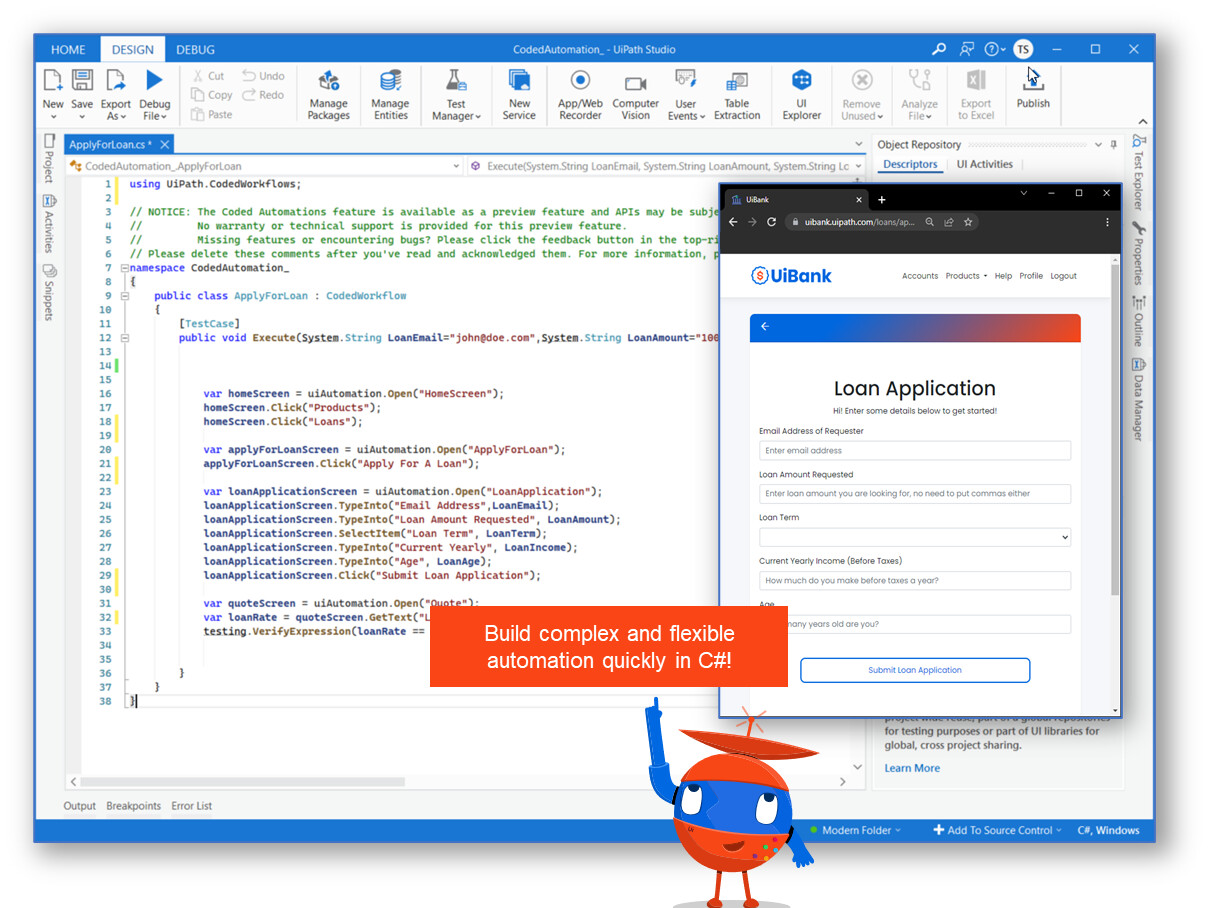 HOME DESIGN DEBUG CodedAutomation_ - UiPath Studio TS
New Save Export As Debug File
Cut Undo
Copy Redo
Paste
Manage Packages
Manage Entities
Test Manager
New Service
App/Web Recorder
Computer Vision
User Events
Table Extraction
UI Explorer
Remove Unused
Analyze File
Export to Excel
Publish
Project
Activities
Snippets
ApplyForLoan.cs *
CodedAutomation_.ApplyForLoan Execute(System.String LoanEmail, System.String LoanAmount, System.String Lo
1 using UiPath.CodedWorkflows;
2
3 // NOTICE: The Coded Automations feature is available as a preview feature and APIs may be subje
4 // No warranty or technical support is provided for this preview feature.
5 // Missing features or encountering bugs? Please click the feedback button in the top-ri
6 // Please delete these comments after you've read and acknowledged them. For more information, p
7 namespace CodedAutomation_
8 {
9 public class ApplyForLoan : CodedWorkflow
10 {
11 [TestCase]
12 public void Execute(System.String LoanEmail="john@doe.com",System.String LoanAmount="100
13
14
15
16 var homeScreen = uiAutomation.Open("HomeScreen");
17 homeScreen.Click("Products");
18 homeScreen.Click("Loans");
19
20 var applyForLoanScreen = uiAutomation.Open("ApplyForLoan");
21 applyForLoanScreen.Click("Apply For A Loan");
22
23 var loanApplicationScreen = uiAutomation.Open("LoanApplication");
24 loanApplicationScreen.TypeInto("Email Address",LoanEmail);
25 loanApplicationScreen.TypeInto("Loan Amount Requested", LoanAmount);
26 loanApplicationScreen.SelectItem("Loan Term", LoanTerm);
27 loanApplicationScreen.TypeInto("Current Yearly", LoanIncome);
28 loanApplicationScreen.TypeInto("Age", LoanAge);
29 loanApplicationScreen.Click("Submit Loan Application");
30
31 var quoteScreen = uiAutomation.Open("Quote");
32 var loanRate = quoteScreen.GetText("L
33 testing.VerifyExpression(loanRate ==
34
35
36 }
37 }
38 }
Object Repository
Descriptors UI Activities
UiBank
uibank.uipath.com/loans/ap...
UiBank
Accounts Products Help Profile Logout
Loan Application
Hi! Enter some details below to get started!
Email Address of Requester
Enter email address
Loan Amount Requested
Enter loan amount you are looking for, no need to put commas either
Loan Term
Current Yearly Income (Before Taxes)
How much do you make before taxes a year?
Age
many years old are you?
Submit Loan Application
Build complex and flexible
automation quickly in C#!
project wide reuse, part of a global repositories
for testing purposes or part of UI libraries for
global, cross project sharing.
Learn More
Test Explorer
Properties
Outline
Data Manager
Output Breakpoints Error List
Modern Folder Add To Source Control C#, Windows
Ui